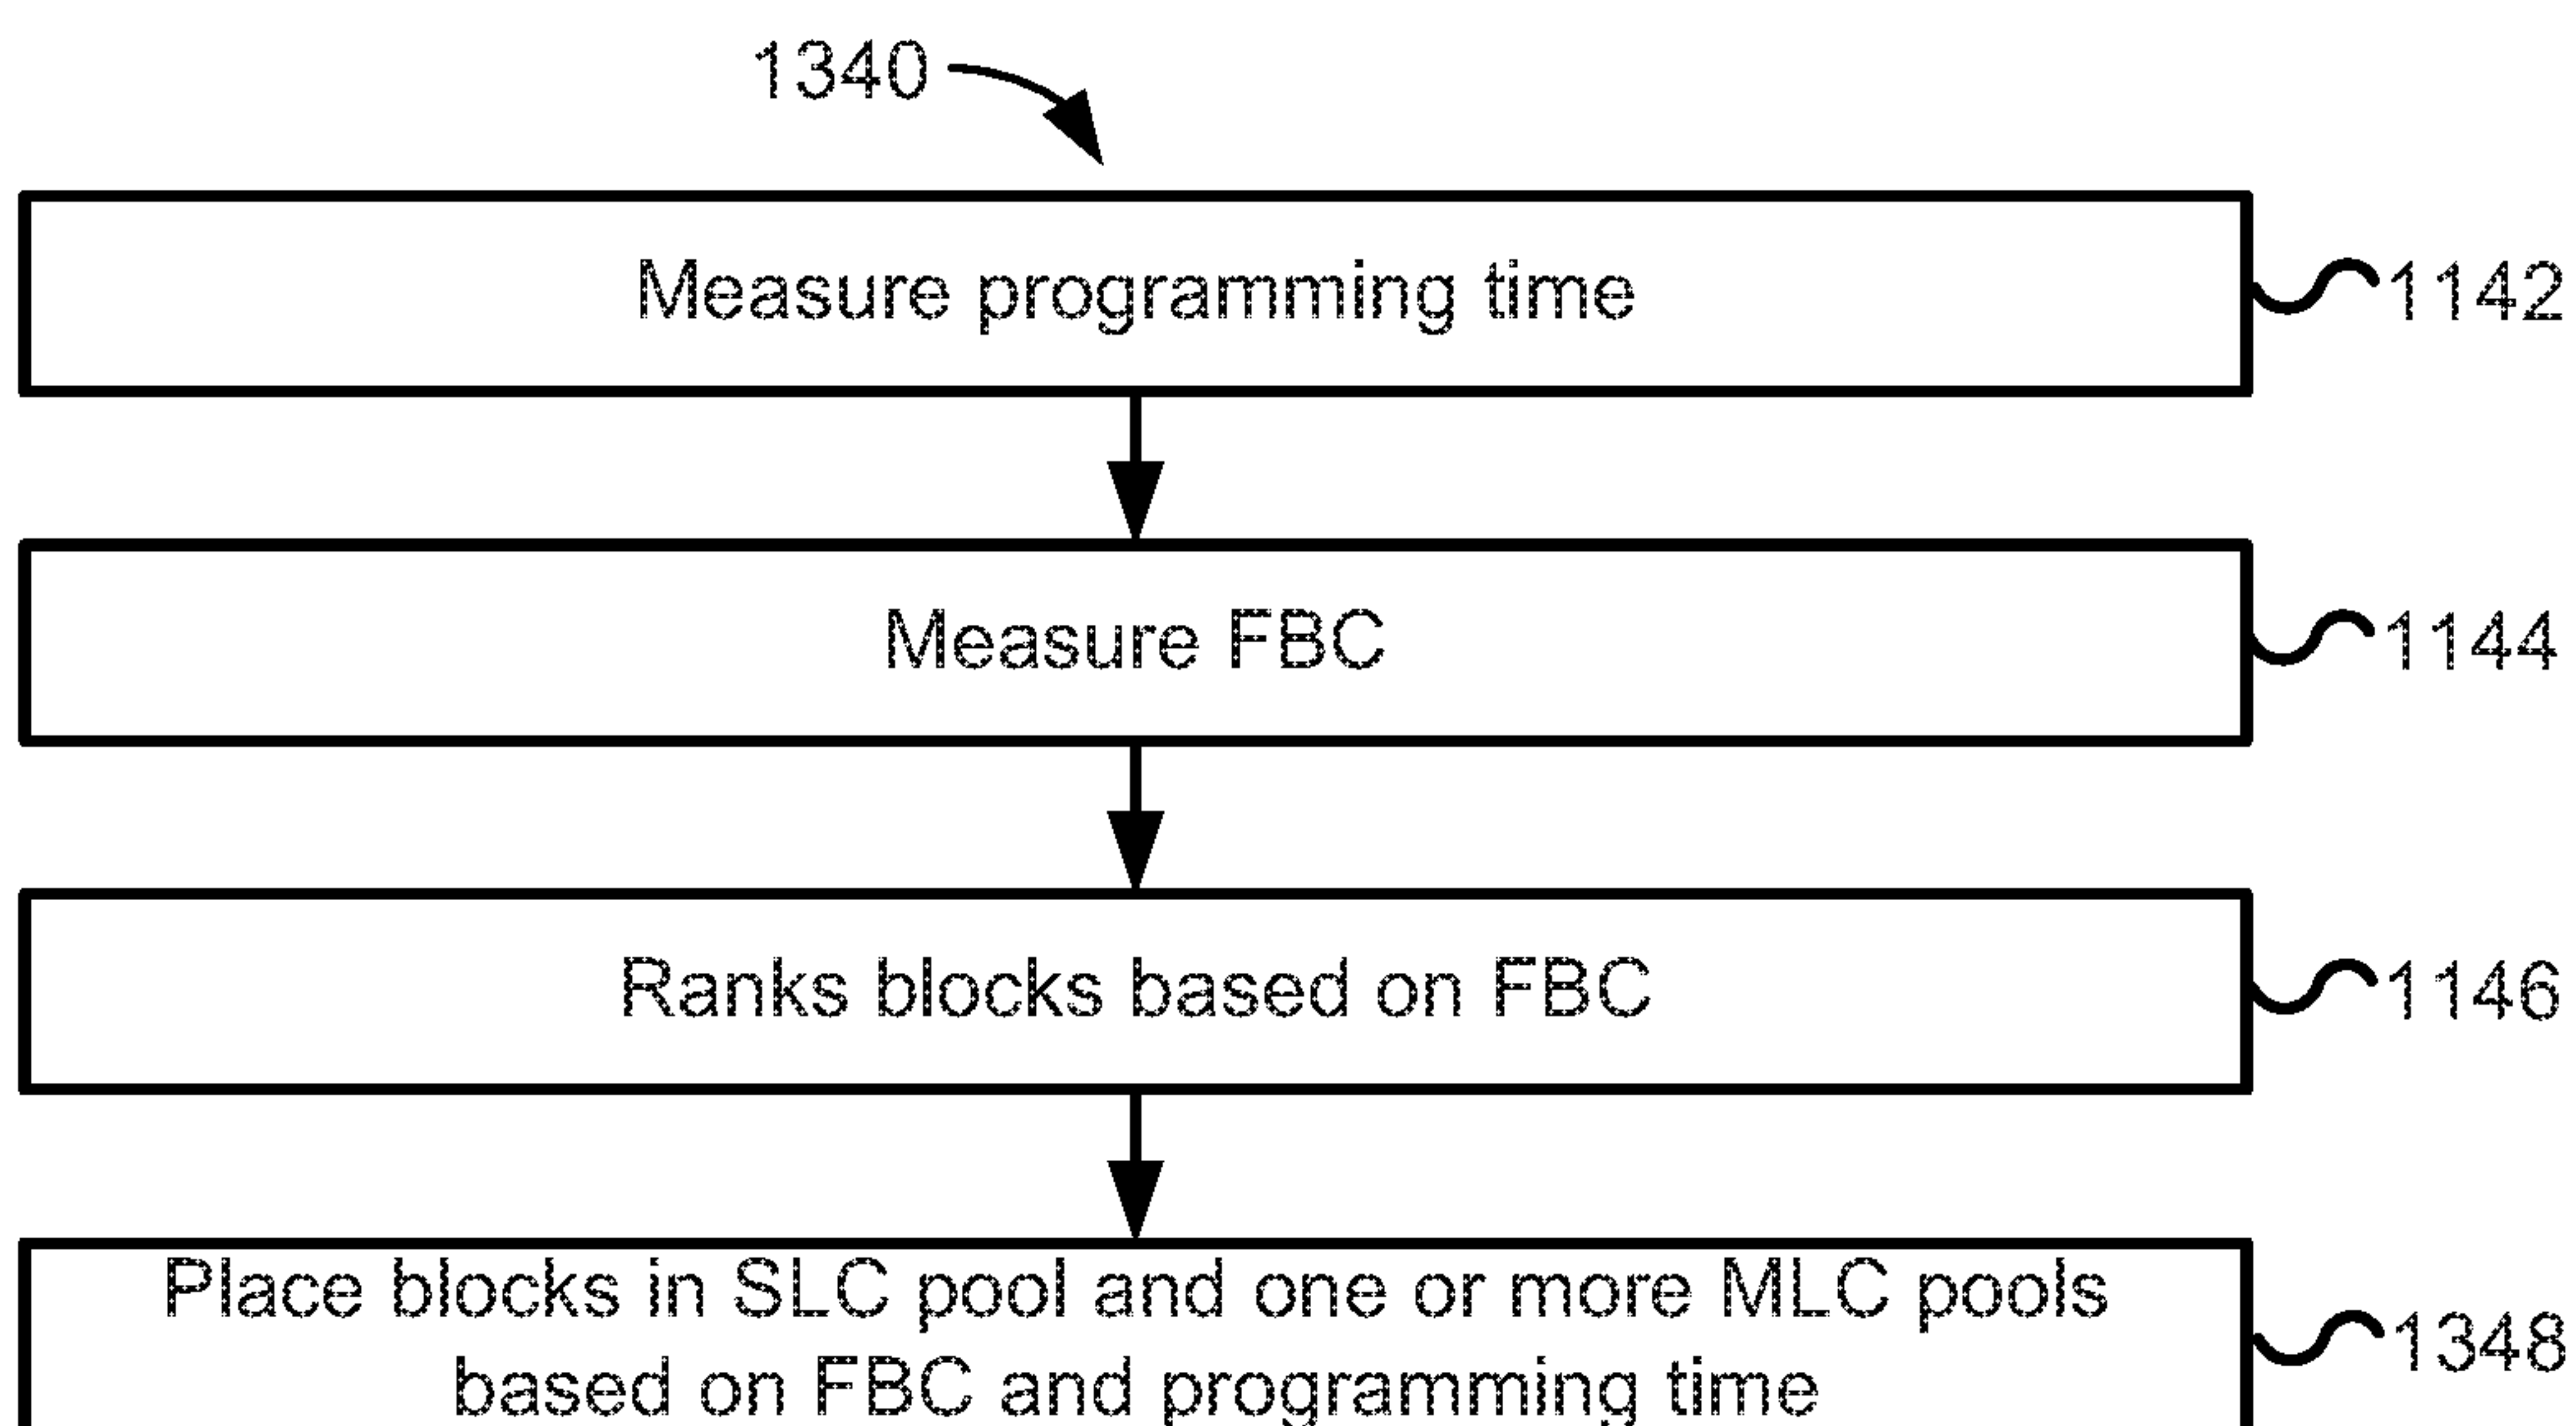 1340
Measure programming time
1142
Measure FBC
1144
Ranks blocks based on FBC
1146
Place blocks in SLC pool and one or more MLC pools
based on FBC and programming time
1348